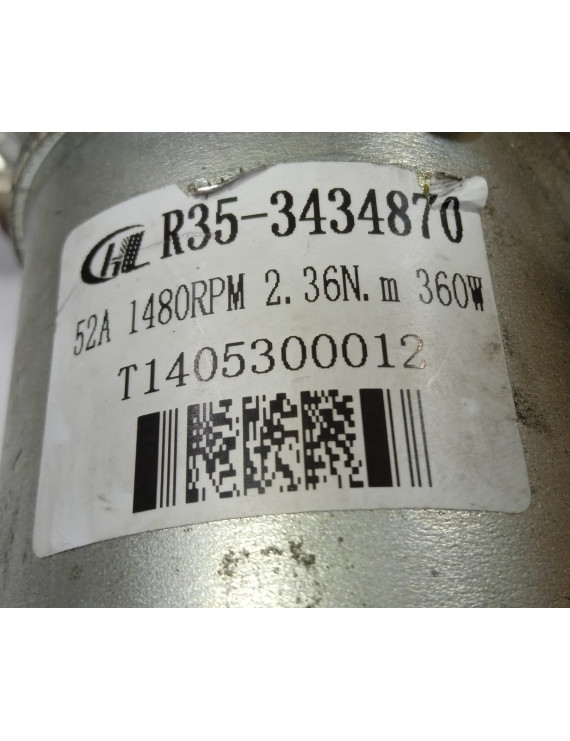 CHL R35-3434870
52A 1480RPM 2.36N.m 360W
T1405300012